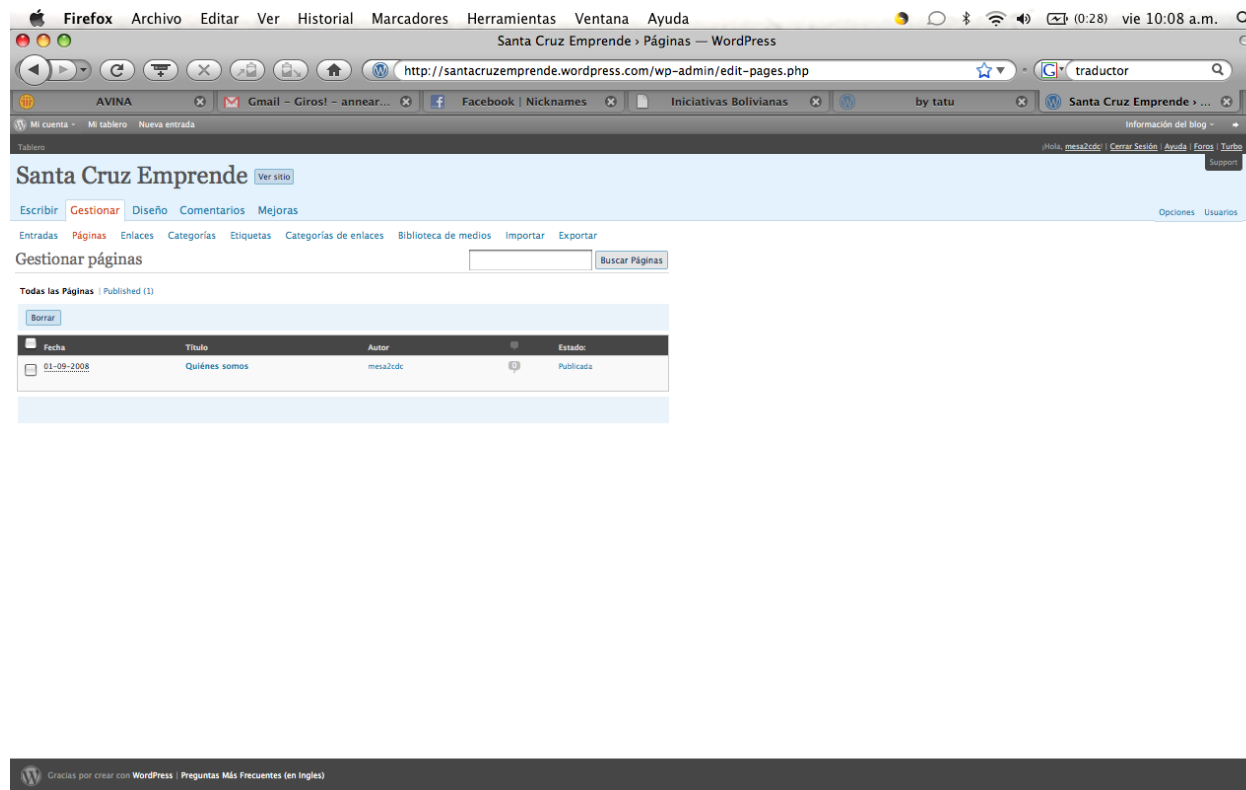 Firefox Archivo Editar Ver Historial Marcadores Herramientas Ventana Ayuda (0:28) vie 10:08 a.m.
Santa Cruz Emprende › Páginas — WordPress
http://santacruzemprende.wordpress.com/wp-admin/edit-pages.php traductor
AVINA Gmail – Giros! – annear... Facebook | Nicknames Iniciativas Bolivianas by tatu Santa Cruz Emprende › ...
Mi cuenta Mi tablero Nueva entrada Información del blog
Tablero ¡Hola, mesa2cdc! | Cerrar Sesión | Ayuda | Foros | Turbo
Support
Santa Cruz Emprende Ver sitio
Escribir Gestionar Diseño Comentarios Mejoras Opciones Usuarios
Entradas Páginas Enlaces Categorías Etiquetas Categorías de enlaces Biblioteca de medios Importar Exportar
Gestionar páginas Buscar Páginas
Todas las Páginas | Published (1)
Borrar
Fecha Título Autor Estado:
01-09-2008 Quiénes somos mesa2cdc 0 Publicada
Gracias por crear con WordPress | Preguntas Más Frecuentes (en Ingles)